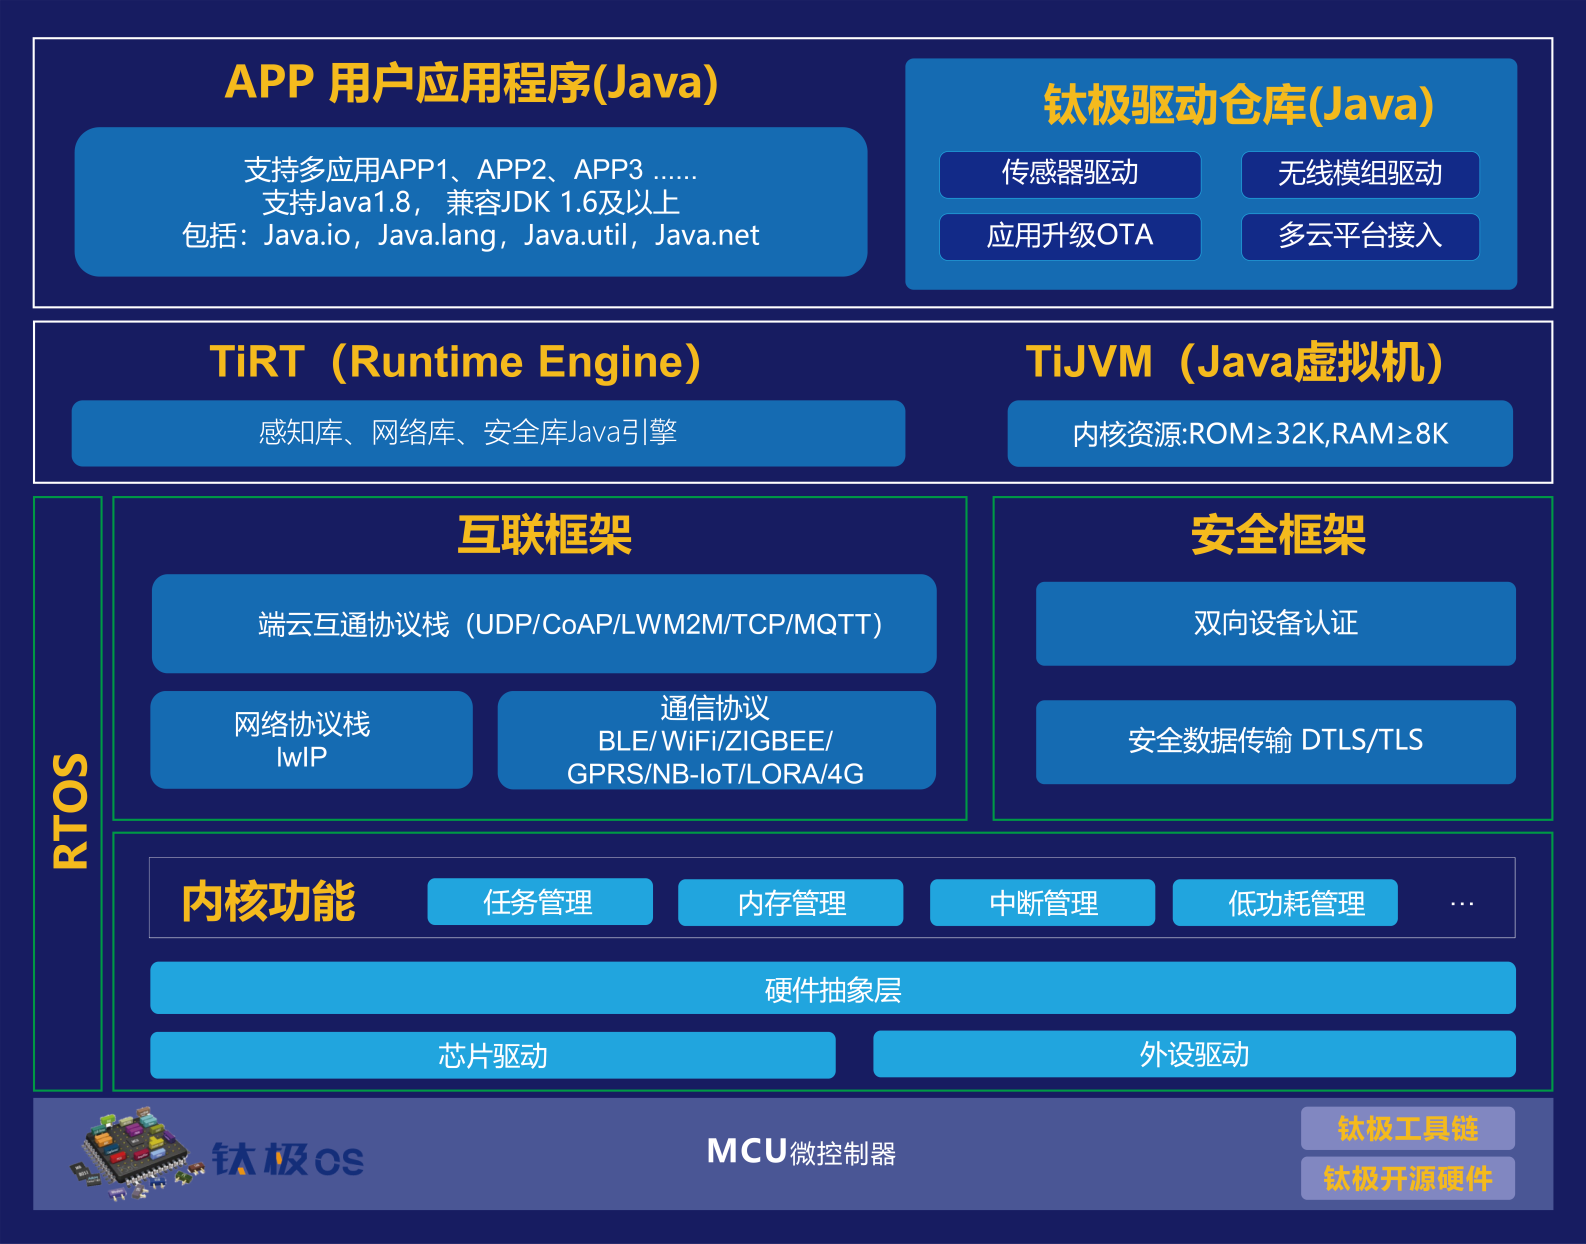 APP 用户应用程序(Java)
支持多应用APP1、APP2、APP3 ......
支持Java1.8， 兼容JDK 1.6及以上
包括：Java.io，Java.lang，Java.util，Java.net
钛极驱动仓库(Java)
传感器驱动
无线模组驱动
应用升级OTA
多云平台接入
TiRT（Runtime Engine）
感知库、网络库、安全库Java引擎
TiJVM（Java虚拟机）
内核资源:ROM≥32K,RAM≥8K
RTOS
互联框架
端云互通协议栈（UDP/CoAP/LWM2M/TCP/MQTT）
网络协议栈
lwIP
通信协议
BLE/ WiFi/ZIGBEE/
GPRS/NB-IoT/LORA/4G
安全框架
双向设备认证
安全数据传输 DTLS/TLS
内核功能
任务管理
内存管理
中断管理
低功耗管理
...
硬件抽象层
芯片驱动
外设驱动
钛极OS
MCU微控制器
钛极工具链
钛极开源硬件